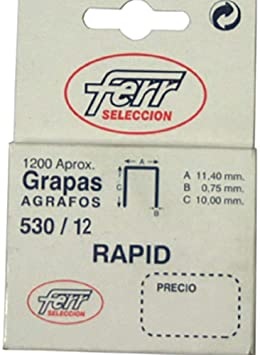 ferr
SELECCION
1200 Aprox.
Grapas
AGRAFOS
530 / 12
A
C
B
A 11,40 mm.
B 0,75 mm.
C 10,00 mm.
RAPID
PRECIO
ferr
SELECCION